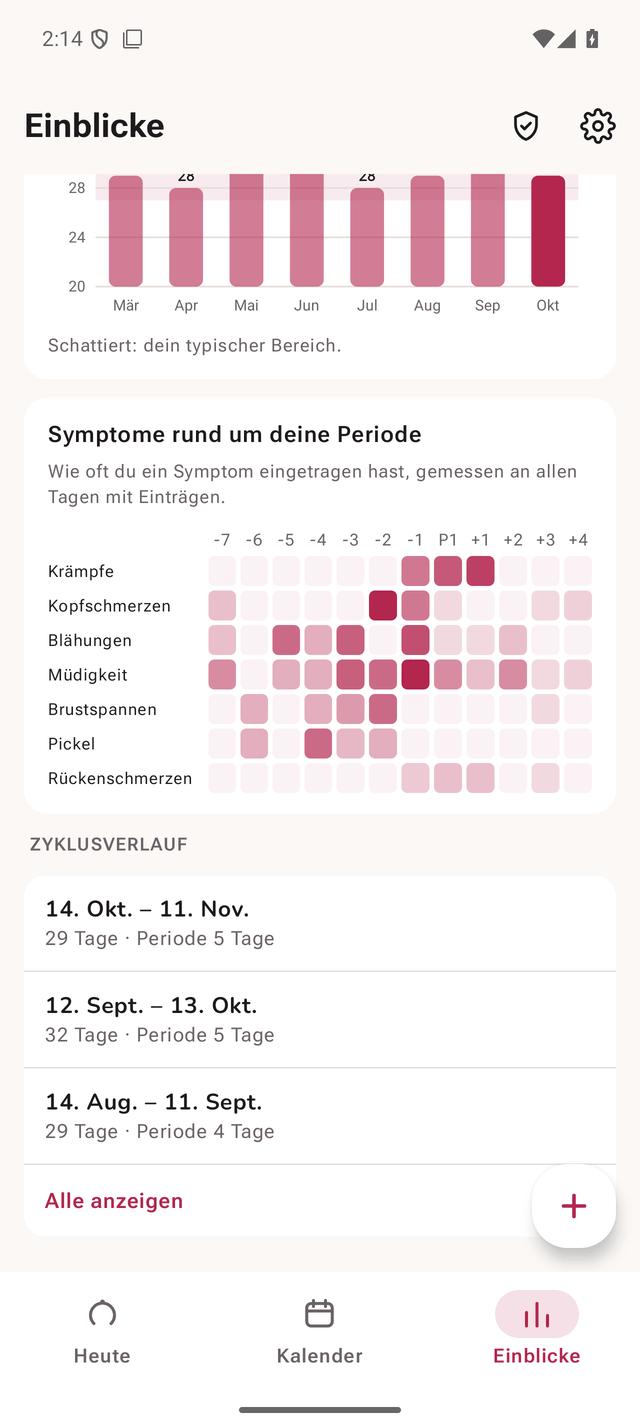 2:14
Einblicke
28
28
28
24
20
Mär Apr Mai Jun Jul Aug Sep Okt
Schattiert: dein typischer Bereich.
Symptome rund um deine Periode
Wie oft du ein Symptom eingetragen hast, gemessen an allen
Tagen mit Einträgen.
-7 -6 -5 -4 -3 -2 -1 P1 +1 +2 +3 +4
Krämpfe
Kopfschmerzen
Blähungen
Müdigkeit
Brustspannen
Pickel
Rückenschmerzen
ZYKLUSVERLAUF
14. Okt. – 11. Nov.
29 Tage · Periode 5 Tage
12. Sept. – 13. Okt.
32 Tage · Periode 5 Tage
14. Aug. – 11. Sept.
29 Tage · Periode 4 Tage
Alle anzeigen
Heute Kalender Einblicke